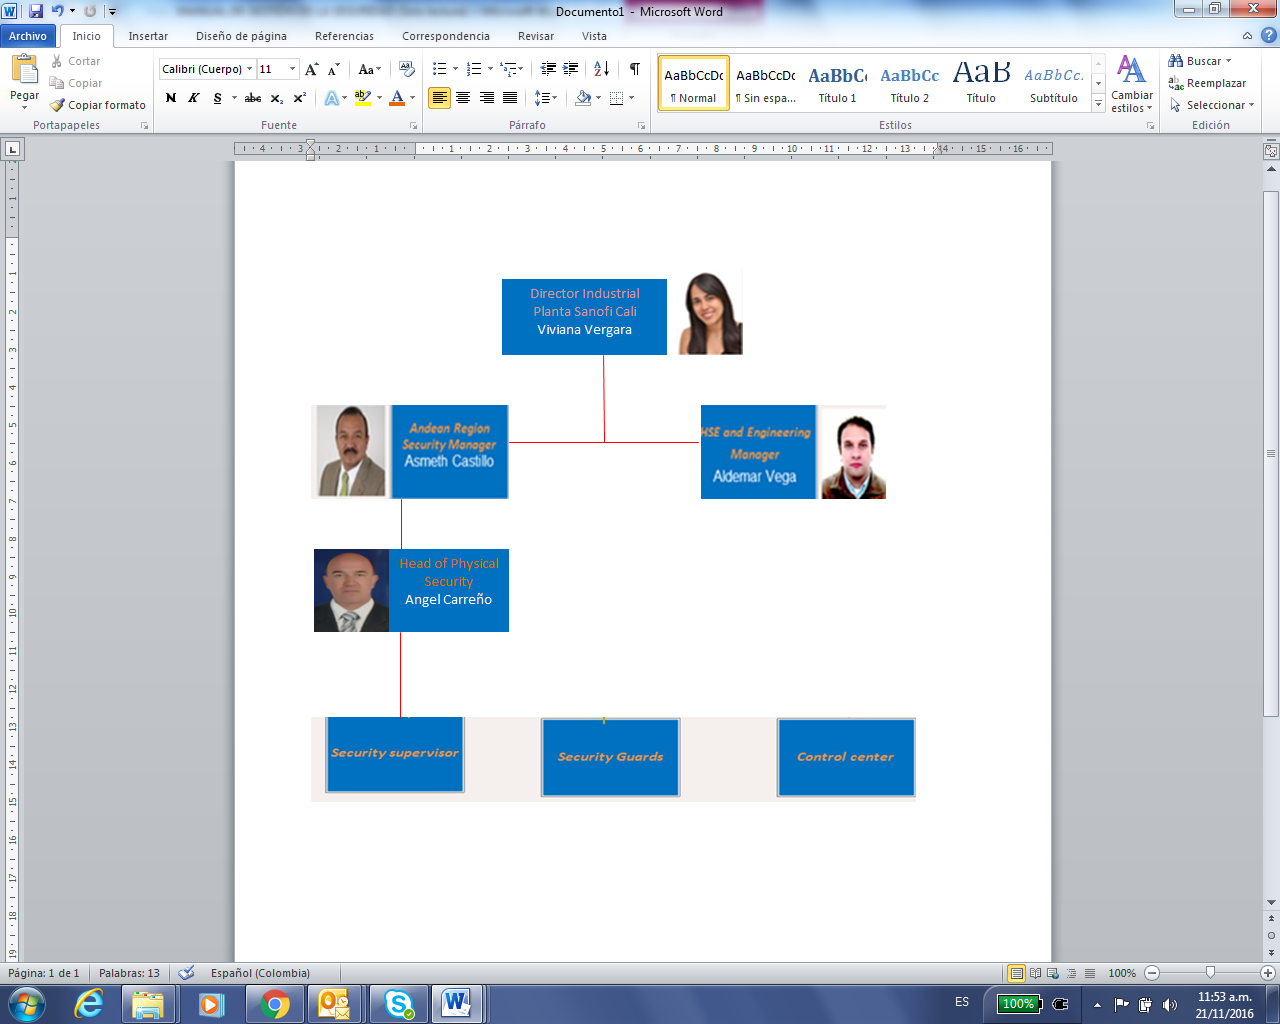 Documento1 - Microsoft Word
Archivo Inicio Insertar Diseño de página Referencias Correspondencia Revisar Vista
Pegar
Cortar
Copiar
Copiar formato
Portapapeles
Calibri (Cuerpo) 11
Fuente
Párrafo
AaBbCcDc AaBbCcDc AaBbCc AaBbCc AaB AaBbCc.
¶ Normal ¶ Sin espa... Título 1 Título 2 Título Subtítulo
Estilos
Cambiar
estilos
Buscar
Reemplazar
Seleccionar
Edición
Director Industrial
Planta Sanofi Cali
Viviana Vergara
Andean Region
Security Manager
Asmeth Castillo
HSE and Engineering
Manager
Aldemar Vega
Head of Physical
Security
Angel Carreño
Security supervisor
Security Guards
Control center
Página: 1 de 1 Palabras: 13 Español (Colombia) 100%
ES 100% 11:53 a.m.
21/11/2016